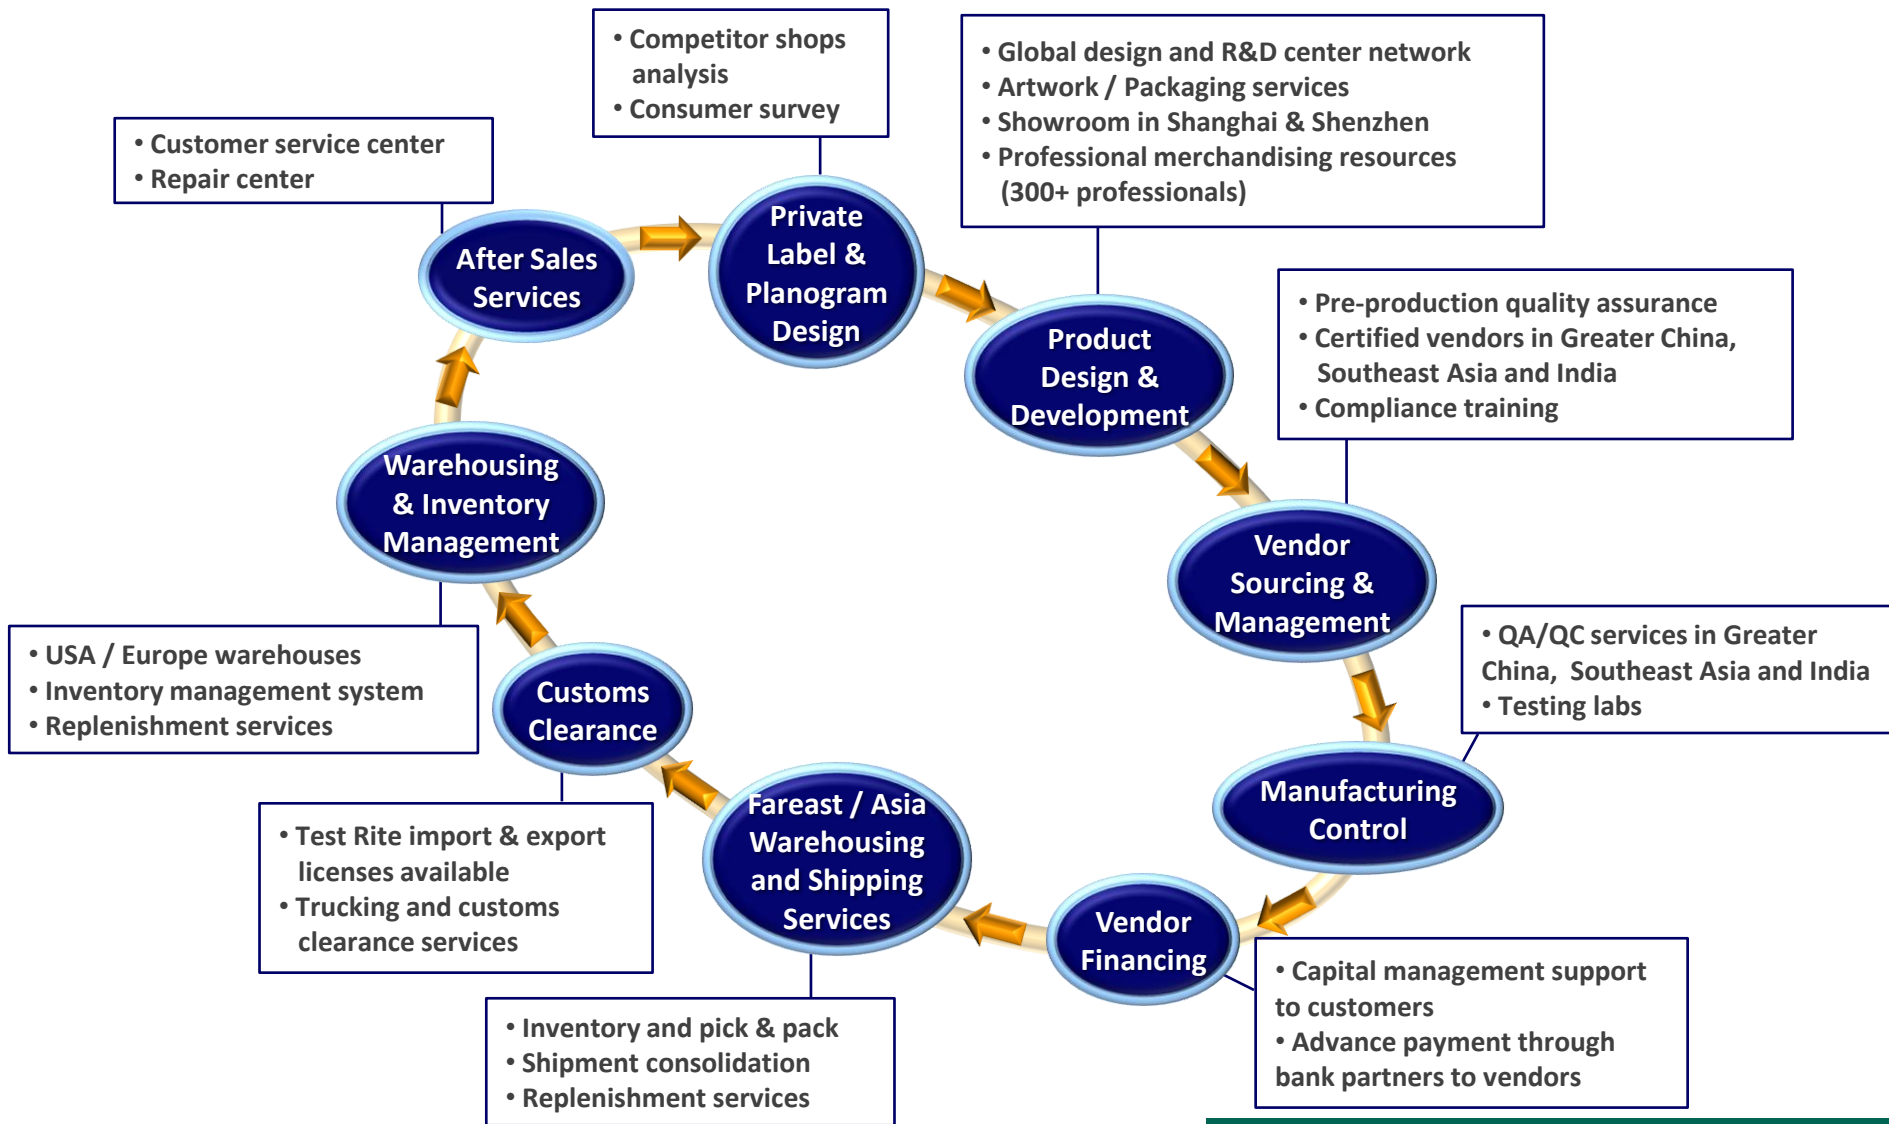 • Competitor shops
analysis
• Consumer survey
• Global design and R&D center network
• Artwork / Packaging services
• Showroom in Shanghai & Shenzhen
• Professional merchandising resources
(300+ professionals)
• Customer service center
• Repair center
Private
Label &
Planogram
Design
After Sales
Services
Product
Design &
Development
• Pre-production quality assurance
• Certified vendors in Greater China,
Southeast Asia and India
• Compliance training
Warehousing
& Inventory
Management
Vendor
Sourcing &
Management
• USA / Europe warehouses
• Inventory management system
• Replenishment services
Customs
Clearance
• QA/QC services in Greater
China, Southeast Asia and India
• Testing labs
Manufacturing
Control
Fareast / Asia
Warehousing
and Shipping
Services
• Test Rite import & export
licenses available
• Trucking and customs
clearance services
Vendor
Financing
• Capital management support
to customers
• Advance payment through
bank partners to vendors
• Inventory and pick & pack
• Shipment consolidation
• Replenishment services